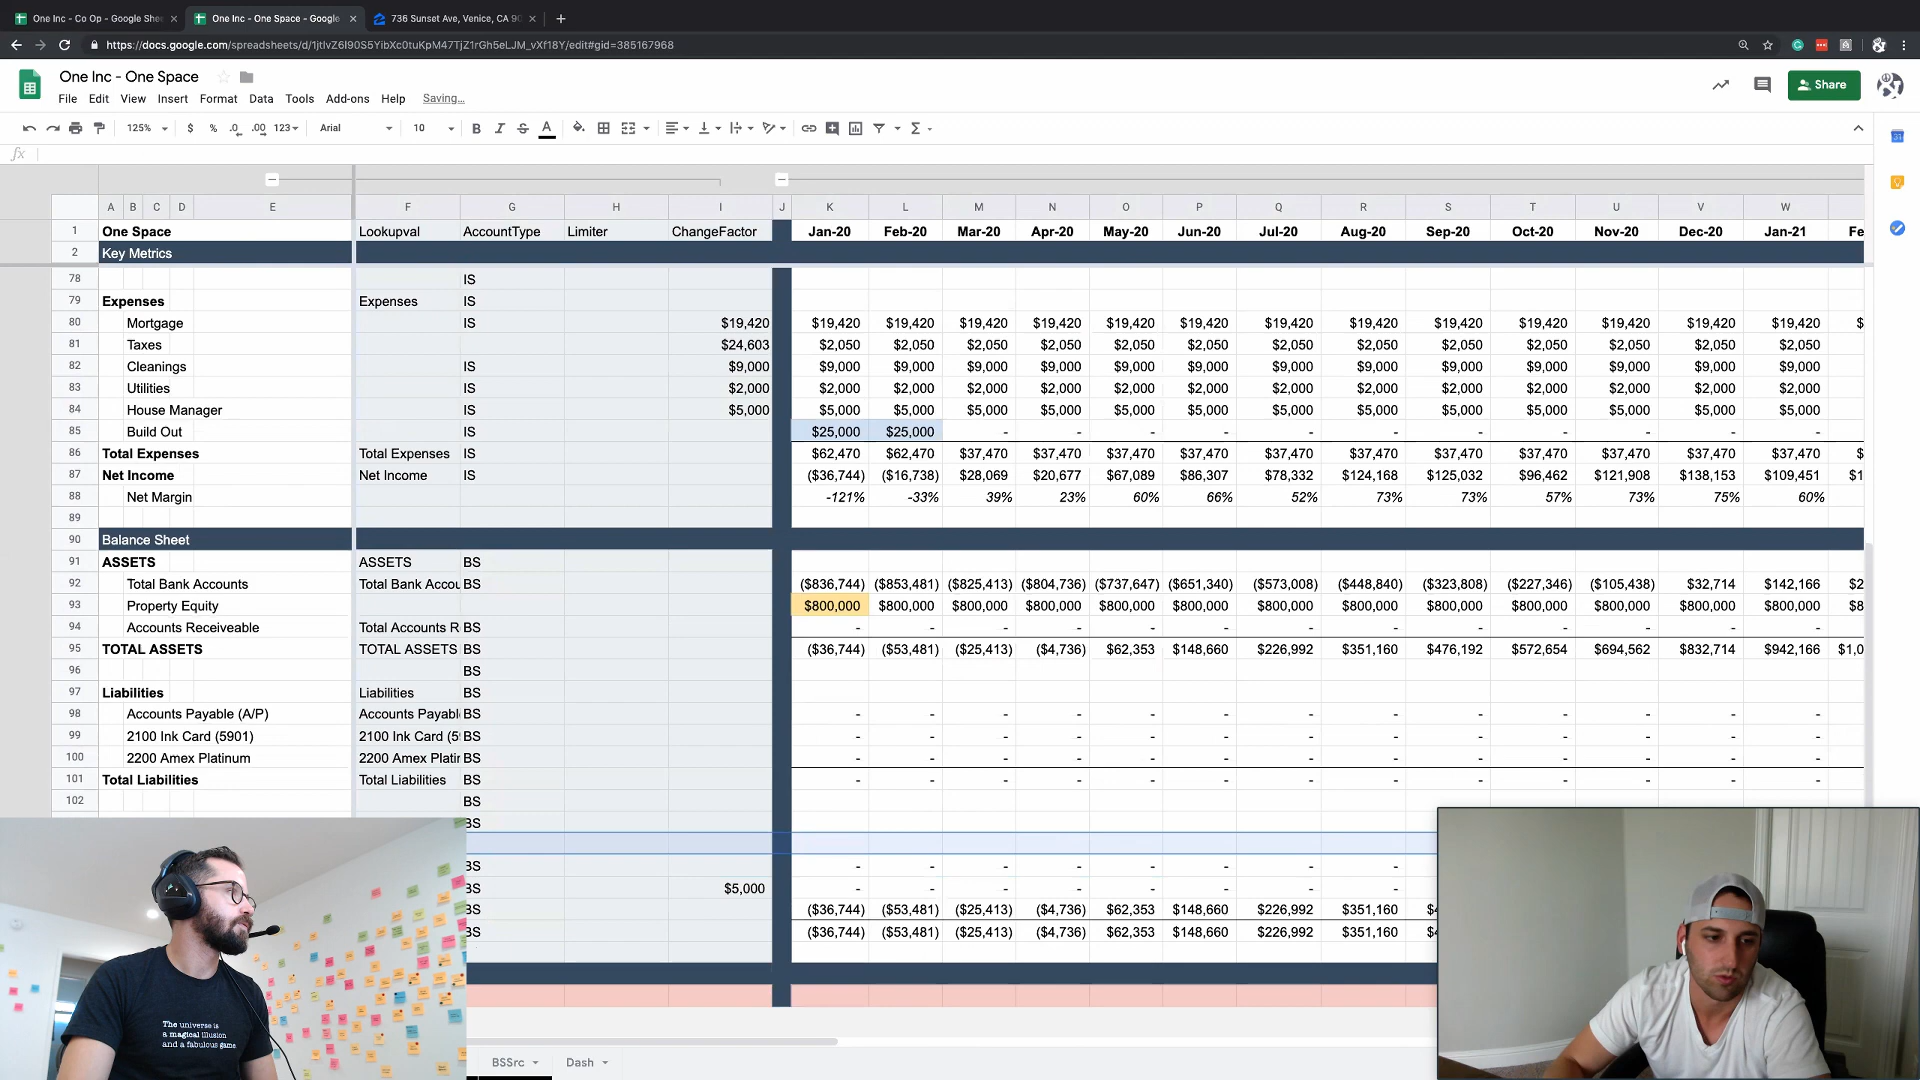 One Inc - Co Op - Google She
One Inc - One Space - Google
736 Sunset Ave, Venice, CA 90
https://docs.google.com/spreadsheets/d/1jtIvZ6I90S5YibXc0tuKpM47TjZ1rGh5eLJM_vXf18Y/edit#gid=385167968
One Inc - One Space
File Edit View Insert Format Data Tools Add-ons Help Saving...
Share
125% $ % .0 .00 123 Arial 10 B I S A
fx
A B C D E F G H I J K L M N O P Q R S T U V W
1 One Space Lookupval AccountType Limiter ChangeFactor Jan-20 Feb-20 Mar-20 Apr-20 May-20 Jun-20 Jul-20 Aug-20 Sep-20 Oct-20 Nov-20 Dec-20 Jan-21 Fe
2 Key Metrics
78 IS
79 Expenses Expenses IS
80 Mortgage IS $19,420 $19,420 $19,420 $19,420 $19,420 $19,420 $19,420 $19,420 $19,420 $19,420 $19,420 $19,420 $19,420 $19,420 $
81 Taxes $24,603 $2,050 $2,050 $2,050 $2,050 $2,050 $2,050 $2,050 $2,050 $2,050 $2,050 $2,050 $2,050 $2,050
82 Cleanings IS $9,000 $9,000 $9,000 $9,000 $9,000 $9,000 $9,000 $9,000 $9,000 $9,000 $9,000 $9,000 $9,000 $9,000
83 Utilities IS $2,000 $2,000 $2,000 $2,000 $2,000 $2,000 $2,000 $2,000 $2,000 $2,000 $2,000 $2,000 $2,000 $2,000
84 House Manager IS $5,000 $5,000 $5,000 $5,000 $5,000 $5,000 $5,000 $5,000 $5,000 $5,000 $5,000 $5,000 $5,000 $5,000
85 Build Out IS $25,000 $25,000 - - - - - - - - - - -
86 Total Expenses Total Expenses IS $62,470 $62,470 $37,470 $37,470 $37,470 $37,470 $37,470 $37,470 $37,470 $37,470 $37,470 $37,470 $37,470 $
87 Net Income Net Income IS ($36,744) ($16,738) $28,069 $20,677 $67,089 $86,307 $78,332 $124,168 $125,032 $96,462 $121,908 $138,153 $109,451 $1
88 Net Margin -121% -33% 39% 23% 60% 66% 52% 73% 73% 57% 73% 75% 60%
89
90 Balance Sheet
91 ASSETS ASSETS BS
92 Total Bank Accounts Total Bank Accou BS ($836,744) ($853,481) ($825,413) ($804,736) ($737,647) ($651,340) ($573,008) ($448,840) ($323,808) ($227,346) ($105,438) $32,714 $142,166 $2
93 Property Equity $800,000 $800,000 $800,000 $800,000 $800,000 $800,000 $800,000 $800,000 $800,000 $800,000 $800,000 $800,000 $800,000 $8
94 Accounts Receiveable Total Accounts R BS - - - - - - - - - - - - -
95 TOTAL ASSETS TOTAL ASSETS BS ($36,744) ($53,481) ($25,413) ($4,736) $62,353 $148,660 $226,992 $351,160 $476,192 $572,654 $694,562 $832,714 $942,166 $1,0
96 BS
97 Liabilities Liabilities BS
98 Accounts Payable (A/P) Accounts Payabl BS - - - - - - - - - - - - -
99 2100 Ink Card (5901) 2100 Ink Card (5 BS - - - - - - - - - - - - -
100 2200 Amex Platinum 2200 Amex Platir BS - - - - - - - - - - - - -
101 Total Liabilities Total Liabilities BS - - - - - - - - - - - - -
102 BS
BS
BS - - - - - - - -
BS $5,000 - - - - - - - -
BS ($36,744) ($53,481) ($25,413) ($4,736) $62,353 $148,660 $226,992 $351,160
BS ($36,744) ($53,481) ($25,413) ($4,736) $62,353 $148,660 $226,992 $351,160
The universe is
a magical illusion
and a fabulous game.
BSSrc Dash